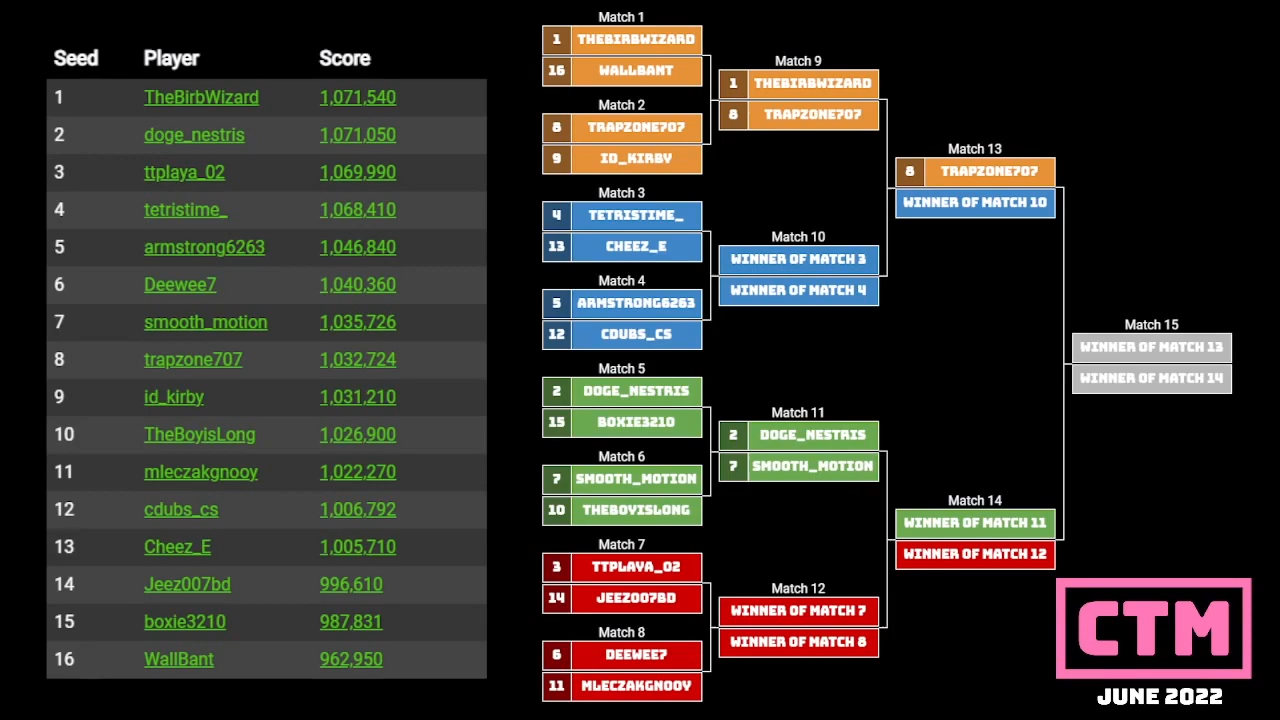 Seed Player Score
1 TheBirbWizard 1,071,540
2 doge_nestris 1,071,050
3 ttplaya_02 1,069,990
4 tetristime_ 1,068,410
5 armstrong6263 1,046,840
6 Deewee7 1,040,360
7 smooth_motion 1,035,726
8 trapzone707 1,032,724
9 id_kirby 1,031,210
10 TheBoyisLong 1,026,900
11 mleczakgnooy 1,022,270
12 cdubs_cs 1,006,792
13 Cheez_E 1,005,710
14 Jeez007bd 996,610
15 boxie3210 987,831
16 WallBant 962,950
Match 1
1 THEBIRBWIZARD
16 WALLBANT
Match 2
8 TRAPZONE707
9 ID_KIRBY
Match 3
4 TETRISTIME_
13 CHEEZ_E
Match 4
5 ARMSTRONG6263
12 CDUBS_CS
Match 5
2 DOGE_NESTRIS
15 BOXIE3210
Match 6
7 SMOOTH_MOTION
10 THEBOYISLONG
Match 7
3 TTPLAYA_02
14 JEEZ007BD
Match 8
6 DEEWEE7
11 MLECZAKGNOOY
Match 9
1 THEBIRBWIZARD
8 TRAPZONE707
Match 10
WINNER OF MATCH 3
WINNER OF MATCH 4
Match 11
2 DOGE_NESTRIS
7 SMOOTH_MOTION
Match 12
WINNER OF MATCH 7
WINNER OF MATCH 8
Match 13
8 TRAPZONE707
WINNER OF MATCH 10
Match 14
WINNER OF MATCH 11
WINNER OF MATCH 12
Match 15
WINNER OF MATCH 13
WINNER OF MATCH 14
CTM
JUNE 2022